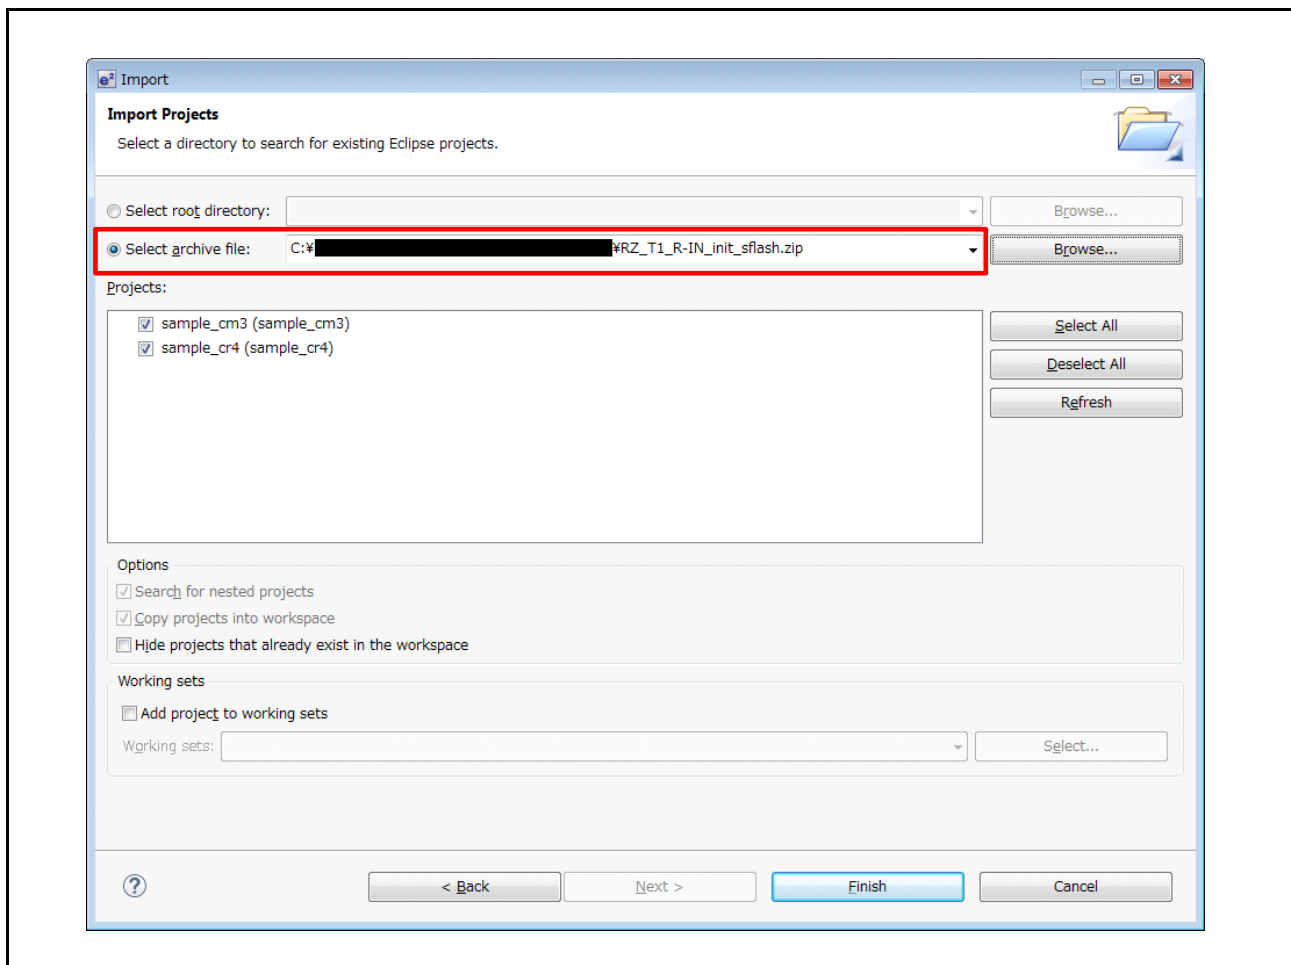 e² Import
Import Projects
Select a directory to search for existing Eclipse projects.
Select root directory:
Browse...
Select archive file: C:¥ ¥RZ_T1_R-IN_init_sflash.zip
Browse...
Projects:
sample_cm3 (sample_cm3)
sample_cr4 (sample_cr4)
Select All
Deselect All
Refresh
Options
Search for nested projects
Copy projects into workspace
Hide projects that already exist in the workspace
Working sets
Add project to working sets
Working sets:
Select...
?
< Back
Next >
Finish
Cancel